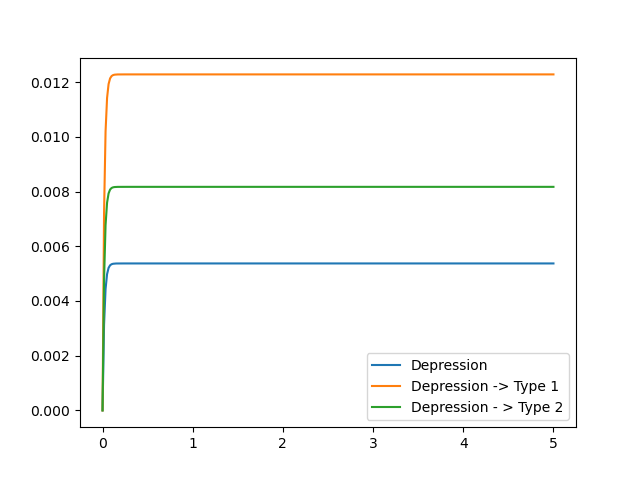 0.012
0.010
0.008
0.006
0.004
0.002
0.000
0 1 2 3 4 5
Depression
Depression -> Type 1
Depression - > Type 2